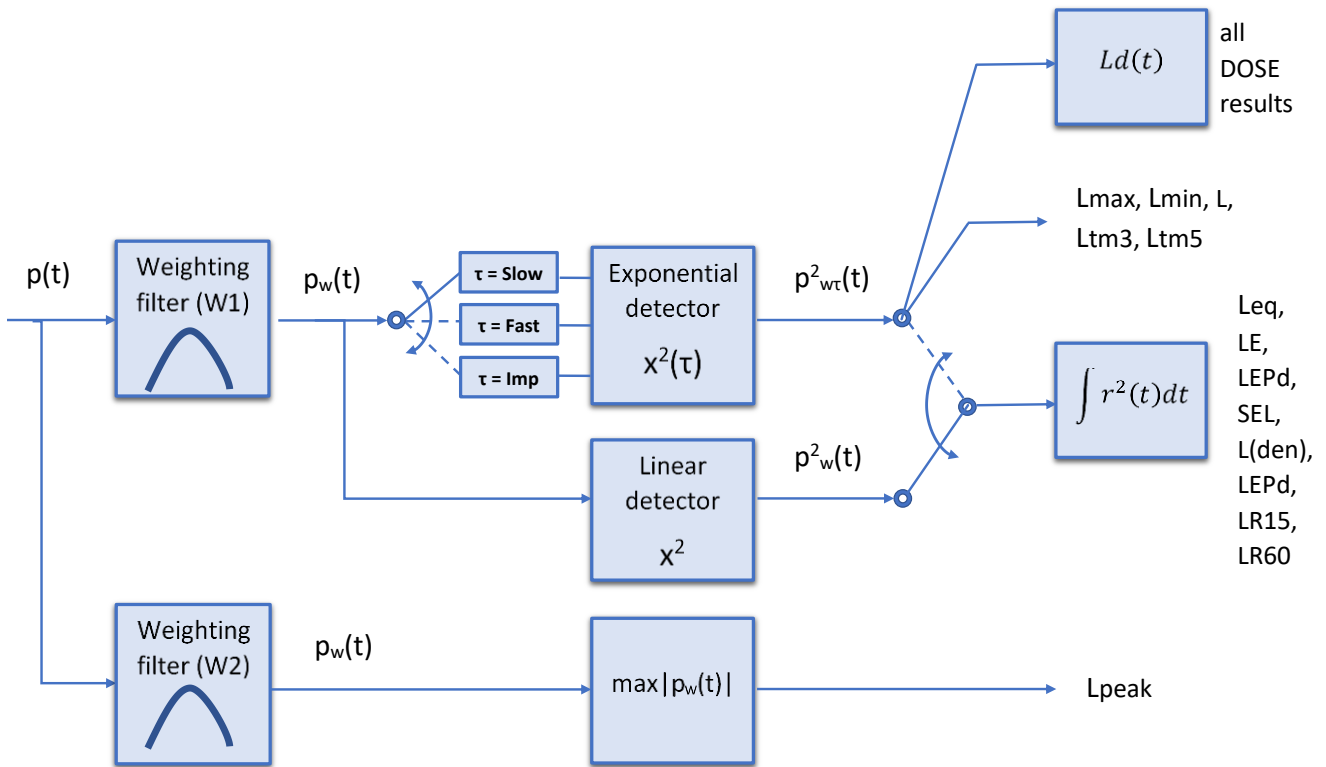 all
DOSE
results
Ld(t)
Lmax, Lmin, L,
Ltm3, Ltm5
p(t)
Weighting
filter (W1)
pw(t)
τ = Slow
τ = Fast
τ = Imp
Exponential
detector
x²(τ)
p²wτ(t)
Leq,
LE,
LEPd,
SEL,
L(den),
LEPd,
LR15,
LR60
∫ r²(t)dt
Linear
detector
x²
p²w(t)
Weighting
filter (W2)
pw(t)
max|pw(t)|
Lpeak